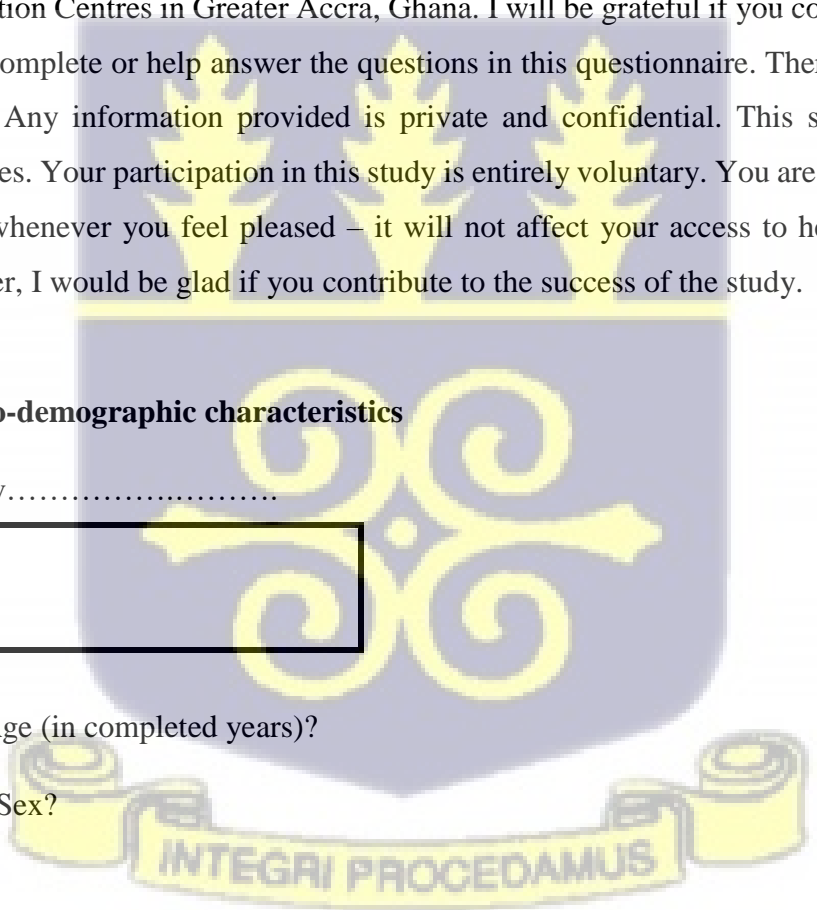 tion Centres in Greater Accra, Ghana. I will be grateful if you co
omplete or help answer the questions in this questionnaire. Ther
Any information provided is private and confidential. This s
es. Your participation in this study is entirely voluntary. You are
whenever you feel pleased – it will not affect your access to he
er, I would be glad if you contribute to the success of the study.
o-demographic characteristics
y……………..……….
ge (in completed years)?
Sex?
INTEGRI PROCEDAMUS